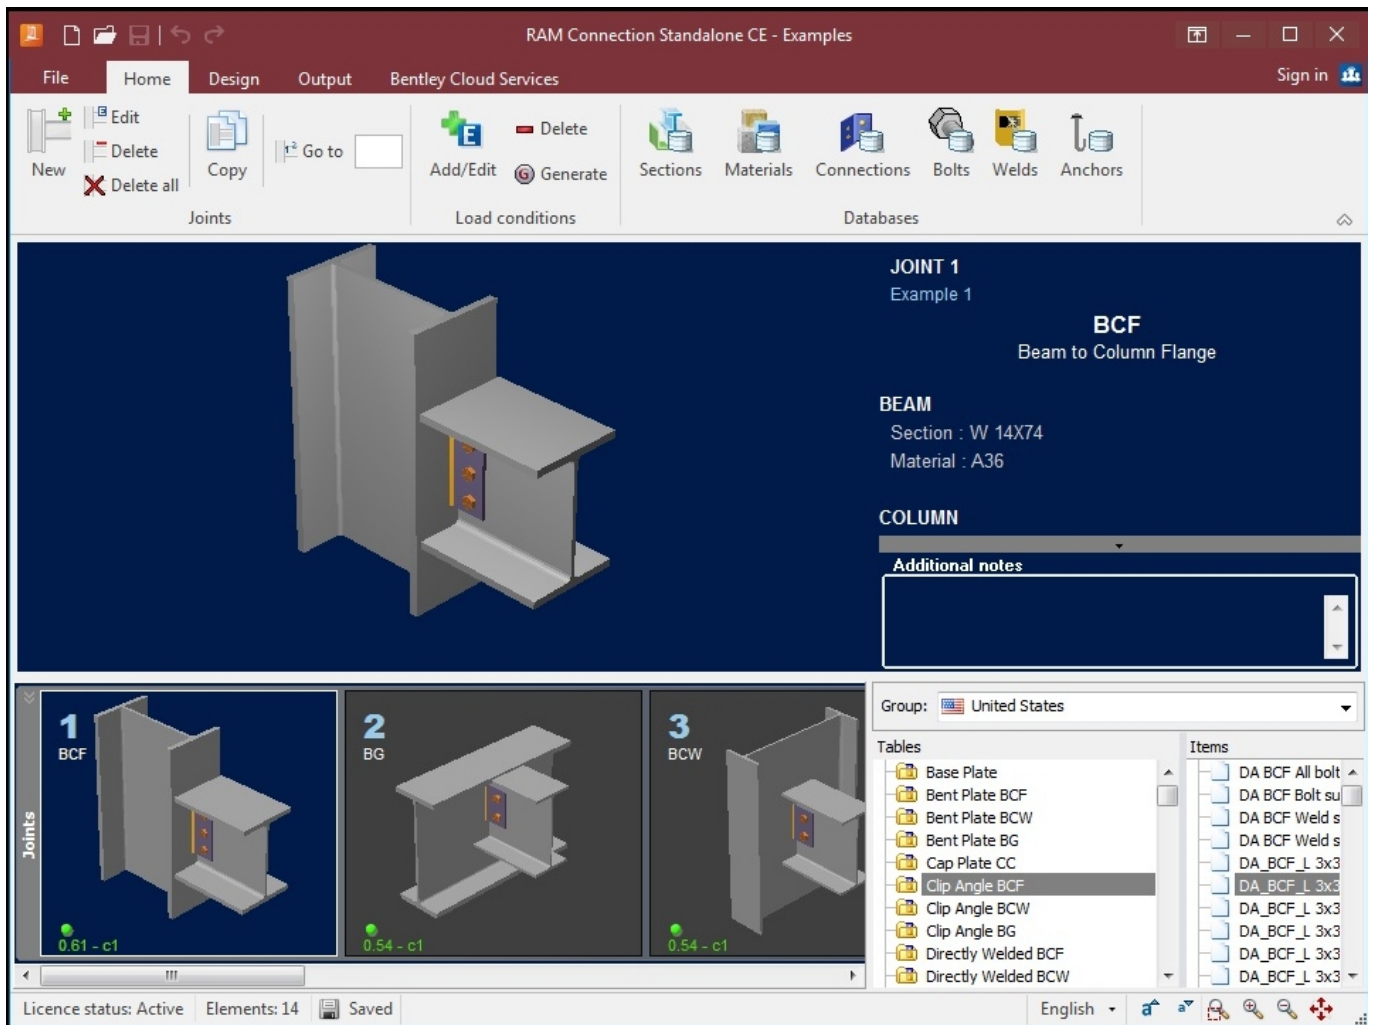 RAM Connection Standalone CE - Examples
File Home Design Output Bentley Cloud Services Sign in
New
Edit
Delete
Delete all
Copy
Go to
Joints
Add/Edit
Delete
Generate
Load conditions
Sections Materials Connections Bolts Welds Anchors
Databases
JOINT 1
Example 1
BCF
Beam to Column Flange
BEAM
Section : W 14X74
Material : A36
COLUMN
Additional notes
Joints
1
BCF
0.61 - c1
2
BG
0.54 - c1
3
BCW
0.54 - c1
Group: United States
Tables
Base Plate
Bent Plate BCF
Bent Plate BCW
Bent Plate BG
Cap Plate CC
Clip Angle BCF
Clip Angle BCW
Clip Angle BG
Directly Welded BCF
Directly Welded BCW
Items
DA BCF All bolt
DA BCF Bolt su
DA BCF Weld s
DA BCF Weld s
DA_BCF_L 3x3
DA_BCF_L 3x3
DA_BCF_L 3x3
DA_BCF_L 3x3
DA_BCF_L 3x3
DA_BCF_L 3x3
Licence status: Active Elements: 14 Saved English